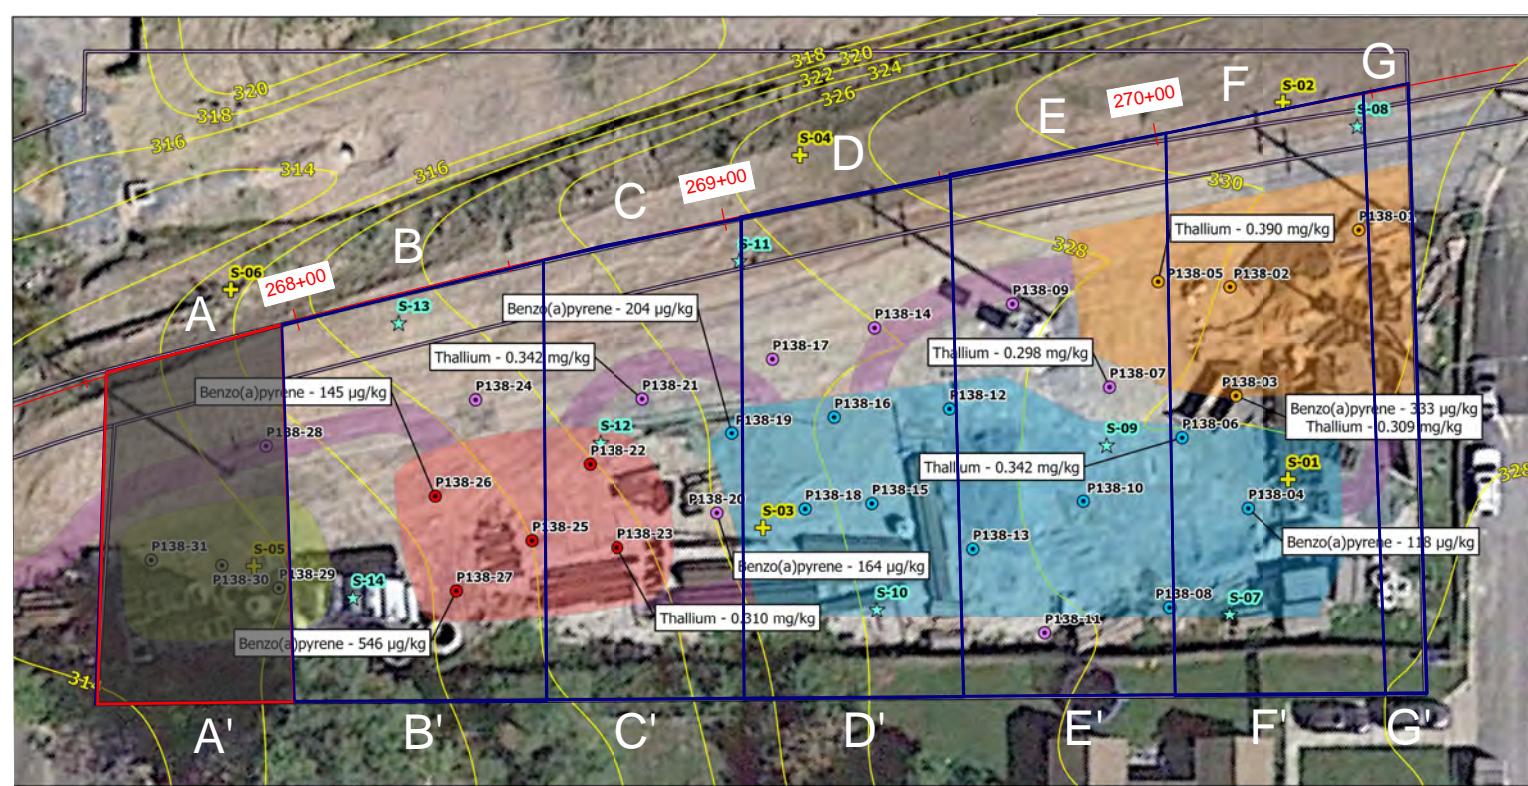 G
F
S-02
S-08
318
320
322
324
326
320
318
316
314
316
E
270+00
S-04
D
C
269+00
330
P138-01
Thallium - 0.390 mg/kg
328
B
S-11
S-06
268+00
P138-05
P138-02
P138-09
A
S-13
Benzo(a)pyrene - 204 µg/kg
P138-14
Thallium - 0.342 mg/kg
P138-17
Thallium - 0.298 mg/kg
P138-07
P138-03
Benzo(a)pyrene - 145 µg/kg
P138-24
P138-21
P138-12
P138-16
Benzo(a)pyrene - 333 µg/kg
Thallium - 0.309 mg/kg
P138-19
P138-06
S-09
S-12
P138-28
P138-22
Thallium - 0.342 mg/kg
S-01
328
P138-26
P138-20
P138-18
P138-15
P138-10
P138-04
S-03
P138-25
P138-23
P138-13
Benzo(a)pyrene - 118 µg/kg
P138-31
S-05
P138-30
P138-29
S-14
P138-27
Benzo(a)pyrene - 164 µg/kg
S-10
P138-08
S-07
Thallium - 0.310 mg/kg
P138-11
Benzo(a)pyrene - 546 µg/kg
314
A'
B'
C'
D'
E'
F'
G'